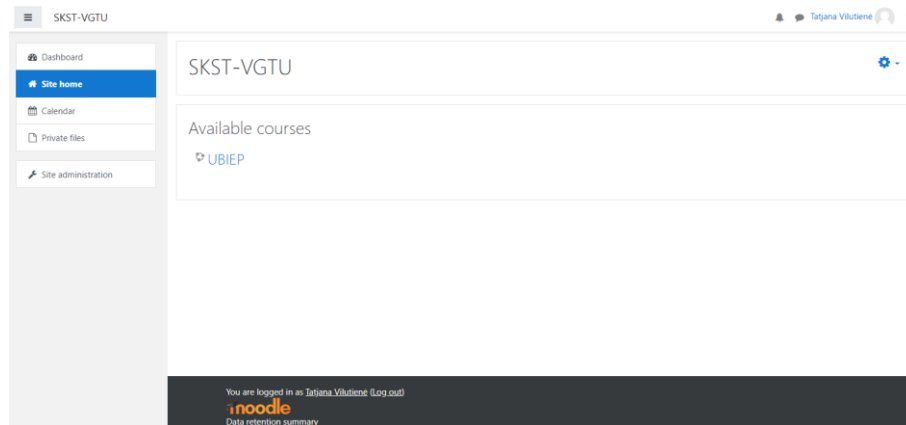 SKST-VGTU
Tatjana Vilutienė
Dashboard
Site home
Calendar
Private files
Site administration
SKST-VGTU
Available courses
UBIEP
You are logged in as Tatjana Vilutienė (Log out)
moodle
Data retention summary